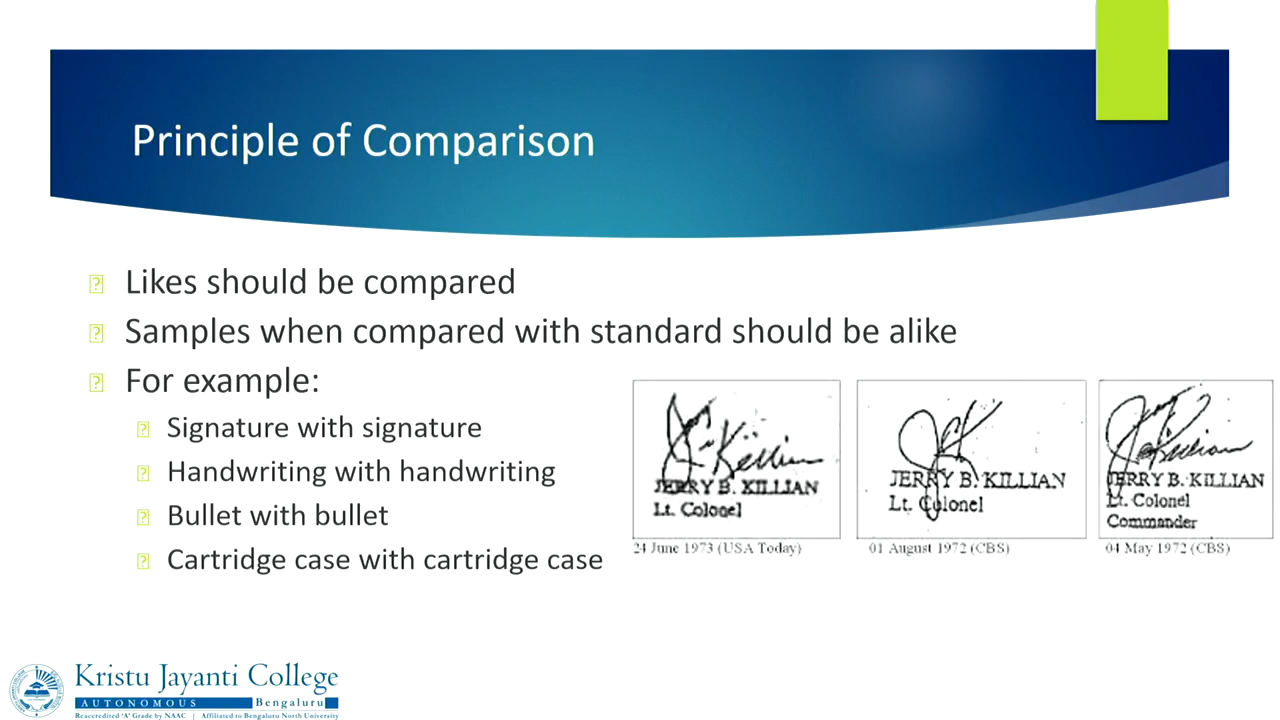 Principle of Comparison
Likes should be compared
Samples when compared with standard should be alike
For example:
Signature with signature
Handwriting with handwriting
Bullet with bullet
Cartridge case with cartridge case
JERRY B. KILLIAN
Lt. Colonel
24 June 1973 (USA Today)
JERRY B. KILLIAN
Lt. Colonel
01 August 1972 (CBS)
JERRY B. KILLIAN
Lt. Colonel
Commander
04 May 1972 (CBS)
Kristu Jayanti College
AUTONOMOUS Bengaluru
Reaccredited 'A' Grade by NAAC | Affiliated to Bengaluru North University